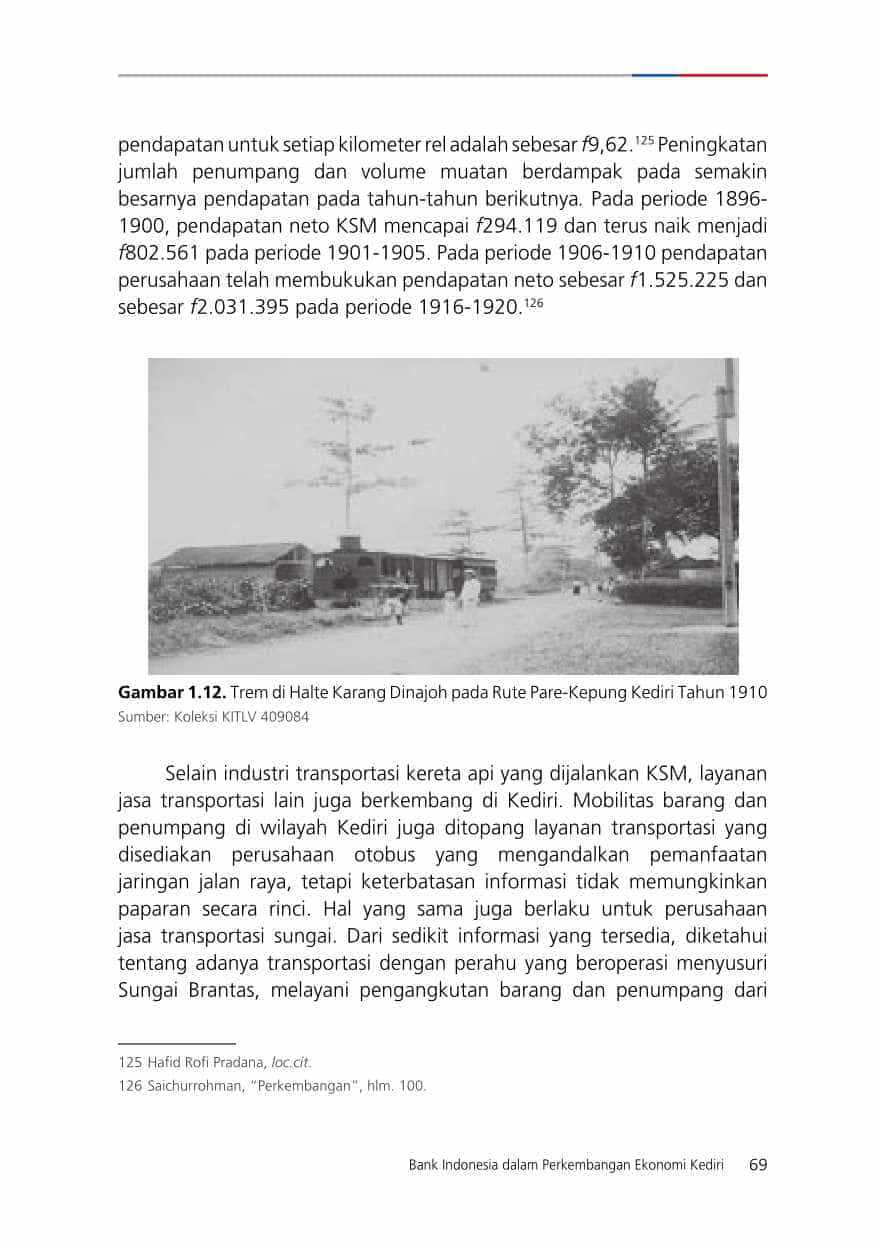 pendapatan untuk setiap kilometer rel adalah sebesar f9,62.125 Peningkatan
jumlah penumpang dan volume muatan berdampak pada semakin
besarnya pendapatan pada tahun-tahun berikutnya. Pada periode 1896-
1900, pendapatan neto KSM mencapai f294.119 dan terus naik menjadi
f802.561 pada periode 1901-1905. Pada periode 1906-1910 pendapatan
perusahaan telah membukukan pendapatan neto sebesar f1.525.225 dan
sebesar f2.031.395 pada periode 1916-1920.126
Gambar 1.12. Trem di Halte Karang Dinajoh pada Rute Pare-Kepung Kediri Tahun 1910
Sumber: Koleksi KITLV 409084
Selain industri transportasi kereta api yang dijalankan KSM, layanan
jasa transportasi lain juga berkembang di Kediri. Mobilitas barang dan
penumpang di wilayah Kediri juga ditopang layanan transportasi yang
disediakan perusahaan otobus yang mengandalkan pemanfaatan
jaringan jalan raya, tetapi keterbatasan informasi tidak memungkinkan
paparan secara rinci. Hal yang sama juga berlaku untuk perusahaan
jasa transportasi sungai. Dari sedikit informasi yang tersedia, diketahui
tentang adanya transportasi dengan perahu yang beroperasi menyusuri
Sungai Brantas, melayani pengangkutan barang dan penumpang dari
125 Hafid Rofi Pradana, loc.cit.
126 Saichurrohman, “Perkembangan”, hlm. 100.
Bank Indonesia dalam Perkembangan Ekonomi Kediri 69